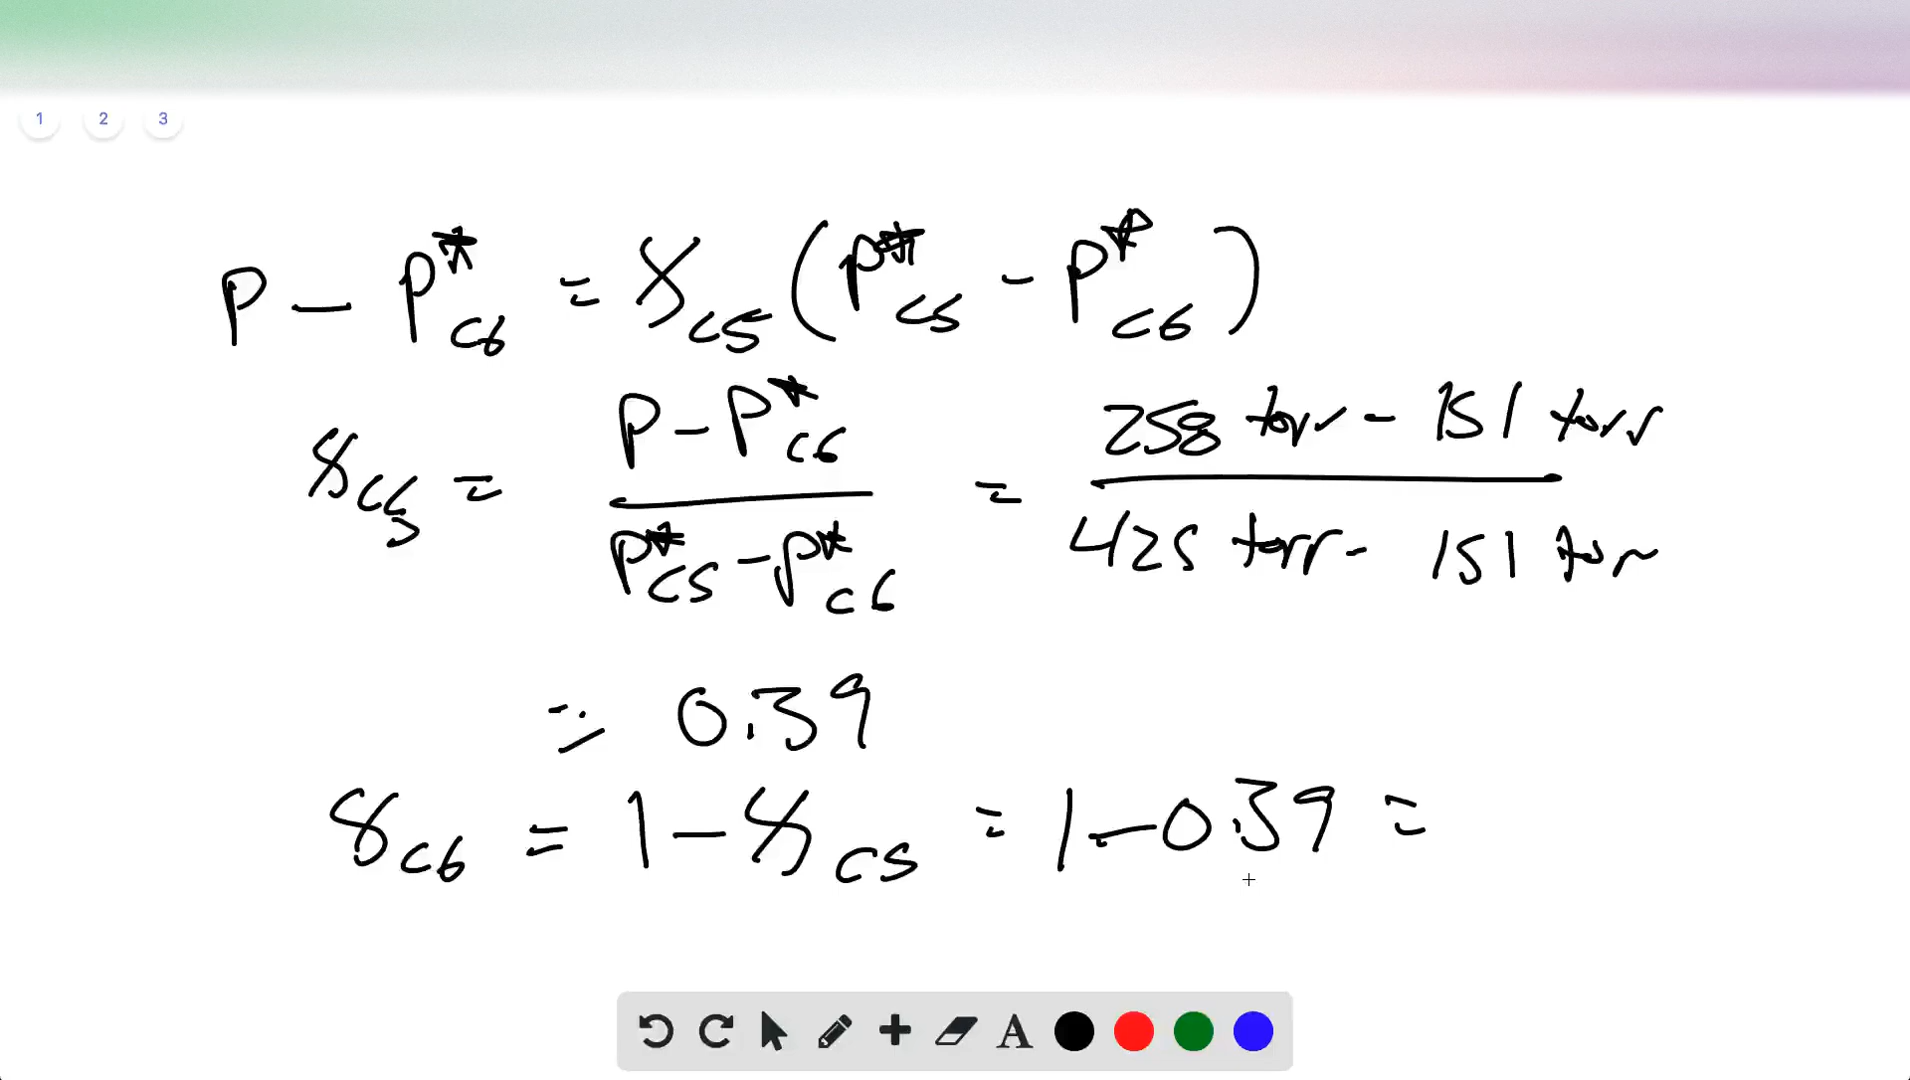 1 2 3
P - P*C6 = XC5 (P*C5 - P*C6)
XC5 = P - P*C6 / P*C5 - P*C6 = 258 torr - 151 torr / 425 torr - 151 torr
= 0.39
XC6 = 1 - XC5 = 1 - 0.39 =
A